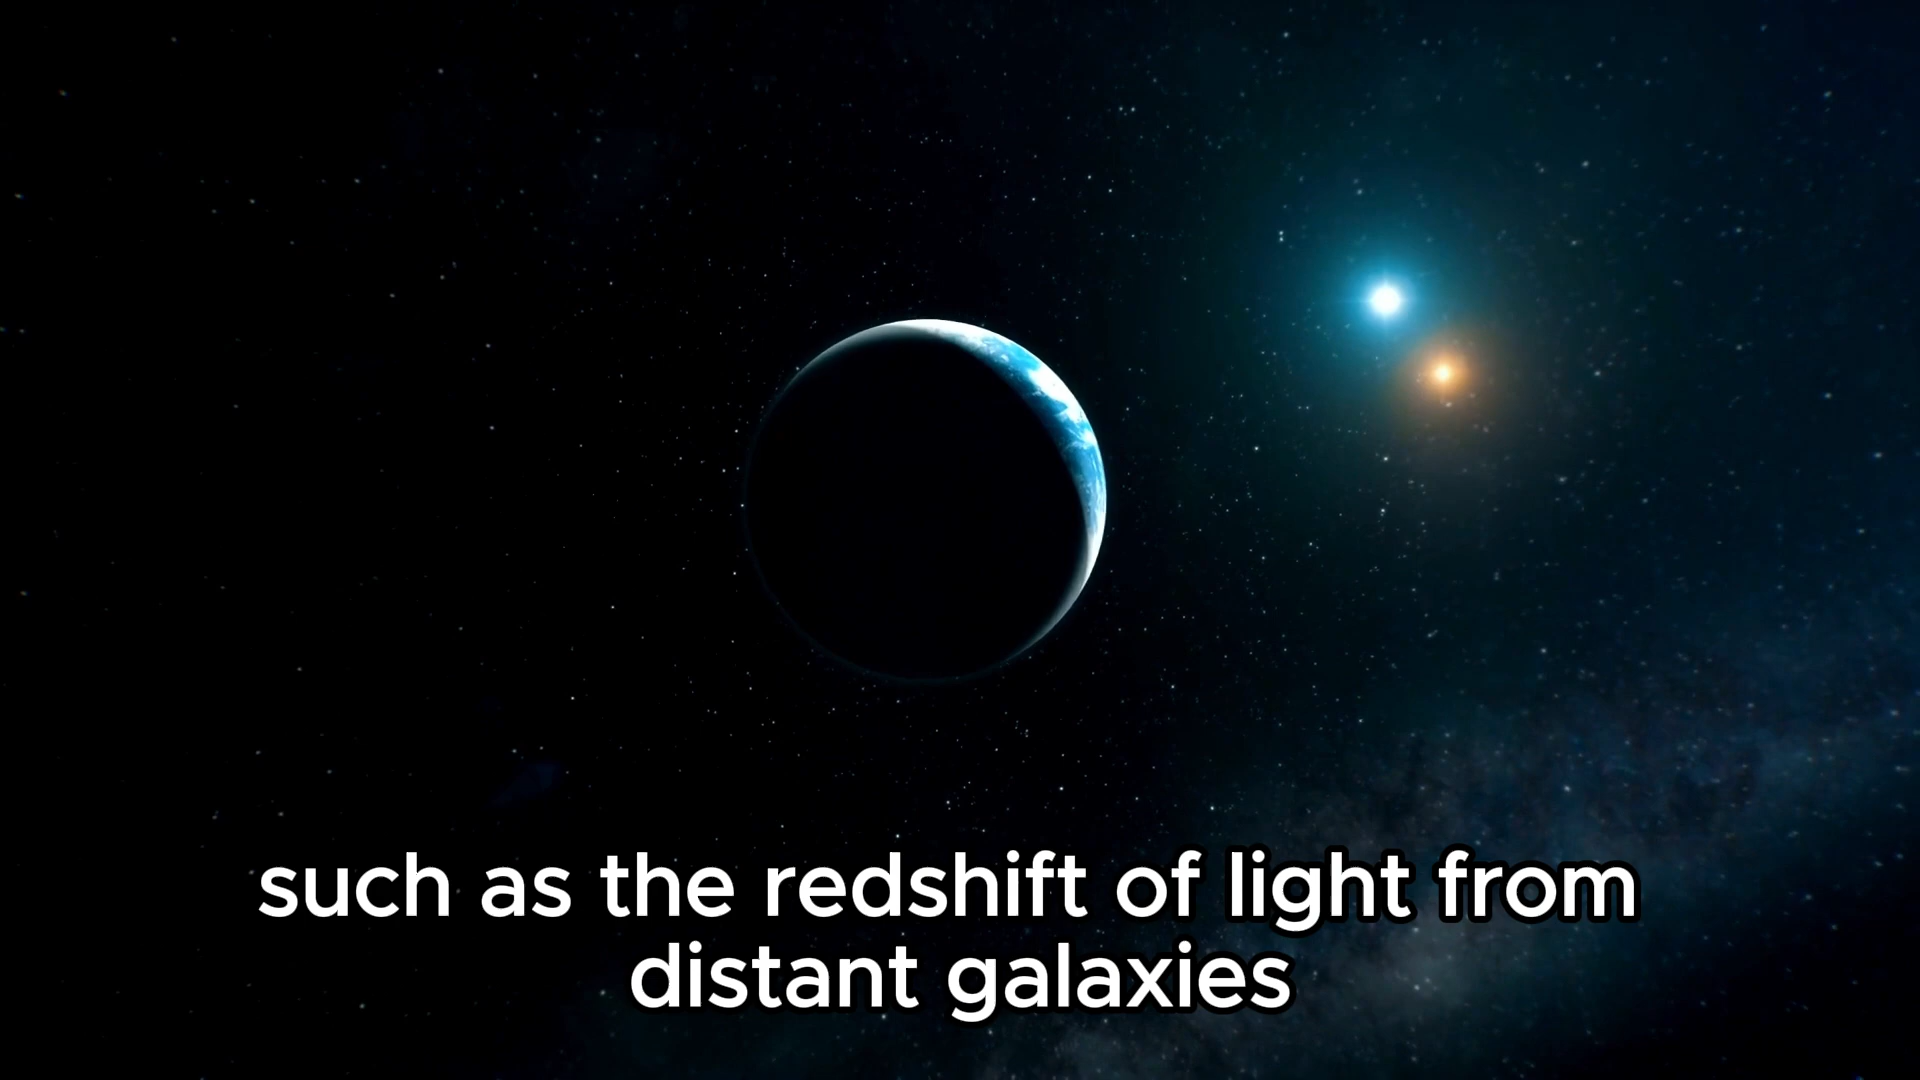 such as the redshift of light from
distant galaxies